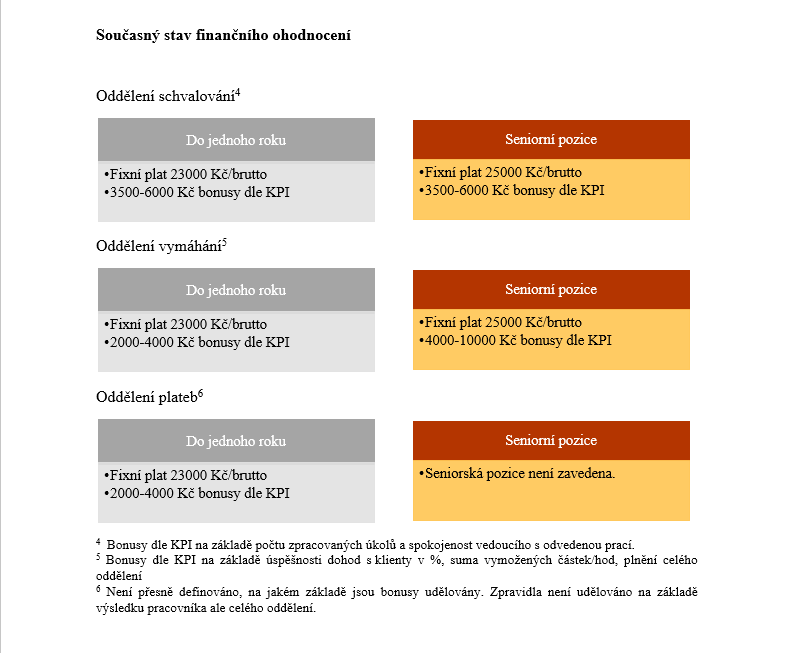 Současný stav finančního ohodnocení
Oddělení schvalování4
Do jednoho roku
•Fixní plat 23000 Kč/brutto
•3500-6000 Kč bonusy dle KPI
Seniorní pozice
•Fixní plat 25000 Kč/brutto
•3500-6000 Kč bonusy dle KPI
Oddělení vymáhání5
Do jednoho roku
•Fixní plat 23000 Kč/brutto
•2000-4000 Kč bonusy dle KPI
Seniorní pozice
•Fixní plat 25000 Kč/brutto
•4000-10000 Kč bonusy dle KPI
Oddělení plateb6
Do jednoho roku
•Fixní plat 23000 Kč/brutto
•2000-4000 Kč bonusy dle KPI
Seniorní pozice
•Seniorská pozice není zavedena.
4 Bonusy dle KPI na základě počtu zpracovaných úkolů a spokojenost vedoucího s odvedenou prací.
5 Bonusy dle KPI na základě úspěšnosti dohod s klienty v %, suma vymožených částek/hod, plnění celého
oddělení
6 Není přesně definováno, na jakém základě jsou bonusy udělovány. Zpravidla není udělováno na základě
výsledku pracovníka ale celého oddělení.